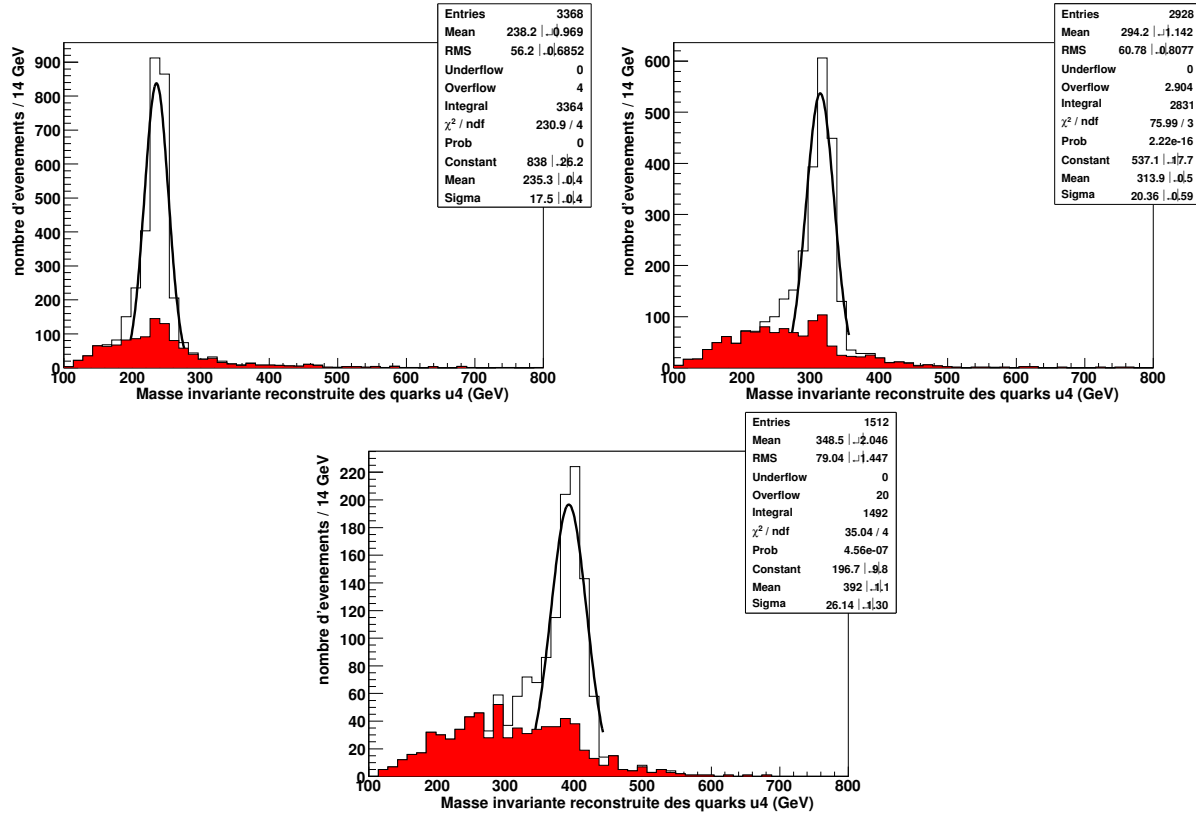 Entries 3368
Mean 238.2 ± 0.969
RMS 56.2 ± 0.6852
Underflow 0
Overflow 4
Integral 3364
χ² / ndf 230.9 / 4
Prob 0
Constant 838 ± 26.2
Mean 235.3 ± 0.4
Sigma 17.5 ± 0.4
nombre d'evenements / 14 GeV
900
800
700
600
500
400
300
200
100
0
100 200 300 400 500 600 700 800
Masse invariante reconstruite des quarks u4 (GeV)
Entries 2928
Mean 294.2 ± 1.142
RMS 60.78 ± 0.8077
Underflow 0
Overflow 2.904
Integral 2831
χ² / ndf 75.99 / 3
Prob 2.22e-16
Constant 537.1 ± 17.7
Mean 313.9 ± 0.5
Sigma 20.36 ± 0.59
nombre d'evenements / 14 GeV
600
500
400
300
200
100
0
100 200 300 400 500 600 700 800
Masse invariante reconstruite des quarks u4 (GeV)
Entries 1512
Mean 348.5 ± 2.046
RMS 79.04 ± 1.447
Underflow 0
Overflow 20
Integral 1492
χ² / ndf 35.04 / 4
Prob 4.56e-07
Constant 196.7 ± 9.8
Mean 392 ± 1.1
Sigma 26.14 ± 1.30
nombre d'evenements / 14 GeV
220
200
180
160
140
120
100
80
60
40
20
0
100 200 300 400 500 600 700 800
Masse invariante reconstruite des quarks u4 (GeV)